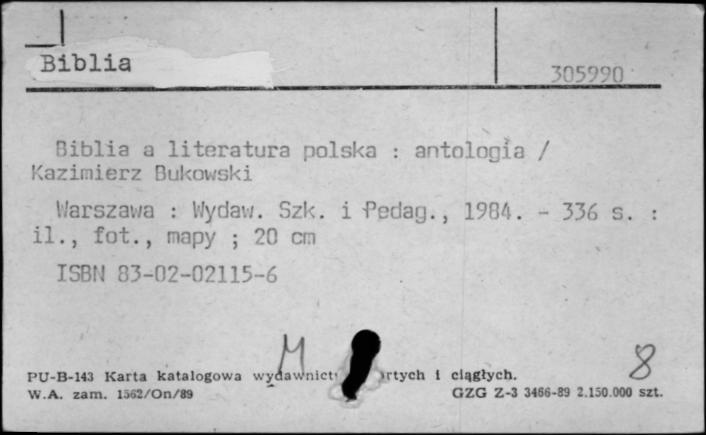 Biblia
305990
Biblia a literatura polska : antologia /
Kazimierz Bukowski
Warszawa : Wydaw. Szk. i Pedag., 1984. - 336 s. :
il., fot., mapy ; 20 cm
ISBN 83-02-02115-6
M
8
PU-B-143 Karta katalogowa wydawnict rtych i ciągłych.
W.A. zam. 1562/On/89 GZG Z-3 3466-89 2.150.000 szt.